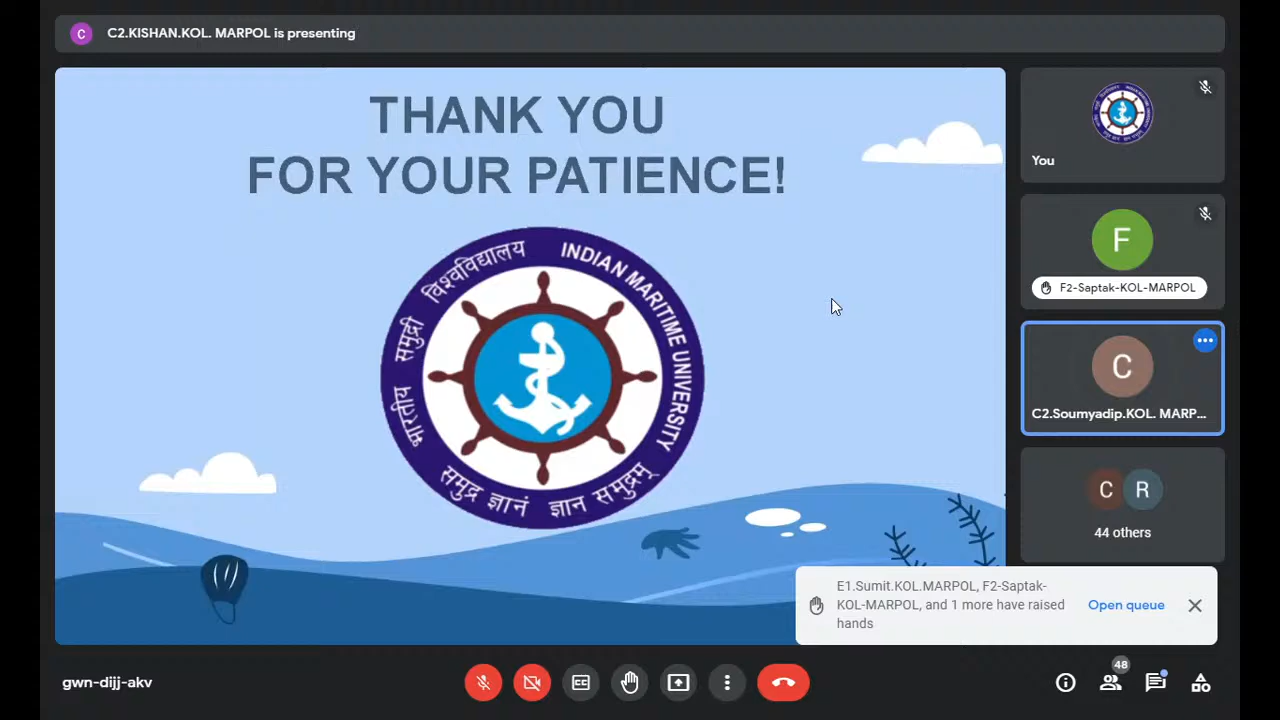 C
C2.KISHAN.KOL. MARPOL is presenting
THANK YOU
FOR YOUR PATIENCE!
भारतीय समुद्री विश्वविद्यालय
INDIAN MARITIME UNIVERSITY
समुद्र ज्ञानं ज्ञान समुद्रम्
You
F
F2-Saptak-KOL-MARPOL
C
C2.Soumyadip.KOL. MARP...
C R
44 others
E1.Sumit.KOL.MARPOL, F2-Saptak-
KOL-MARPOL, and 1 more have raised
hands
Open queue
gwn-dijj-akv
CC
48